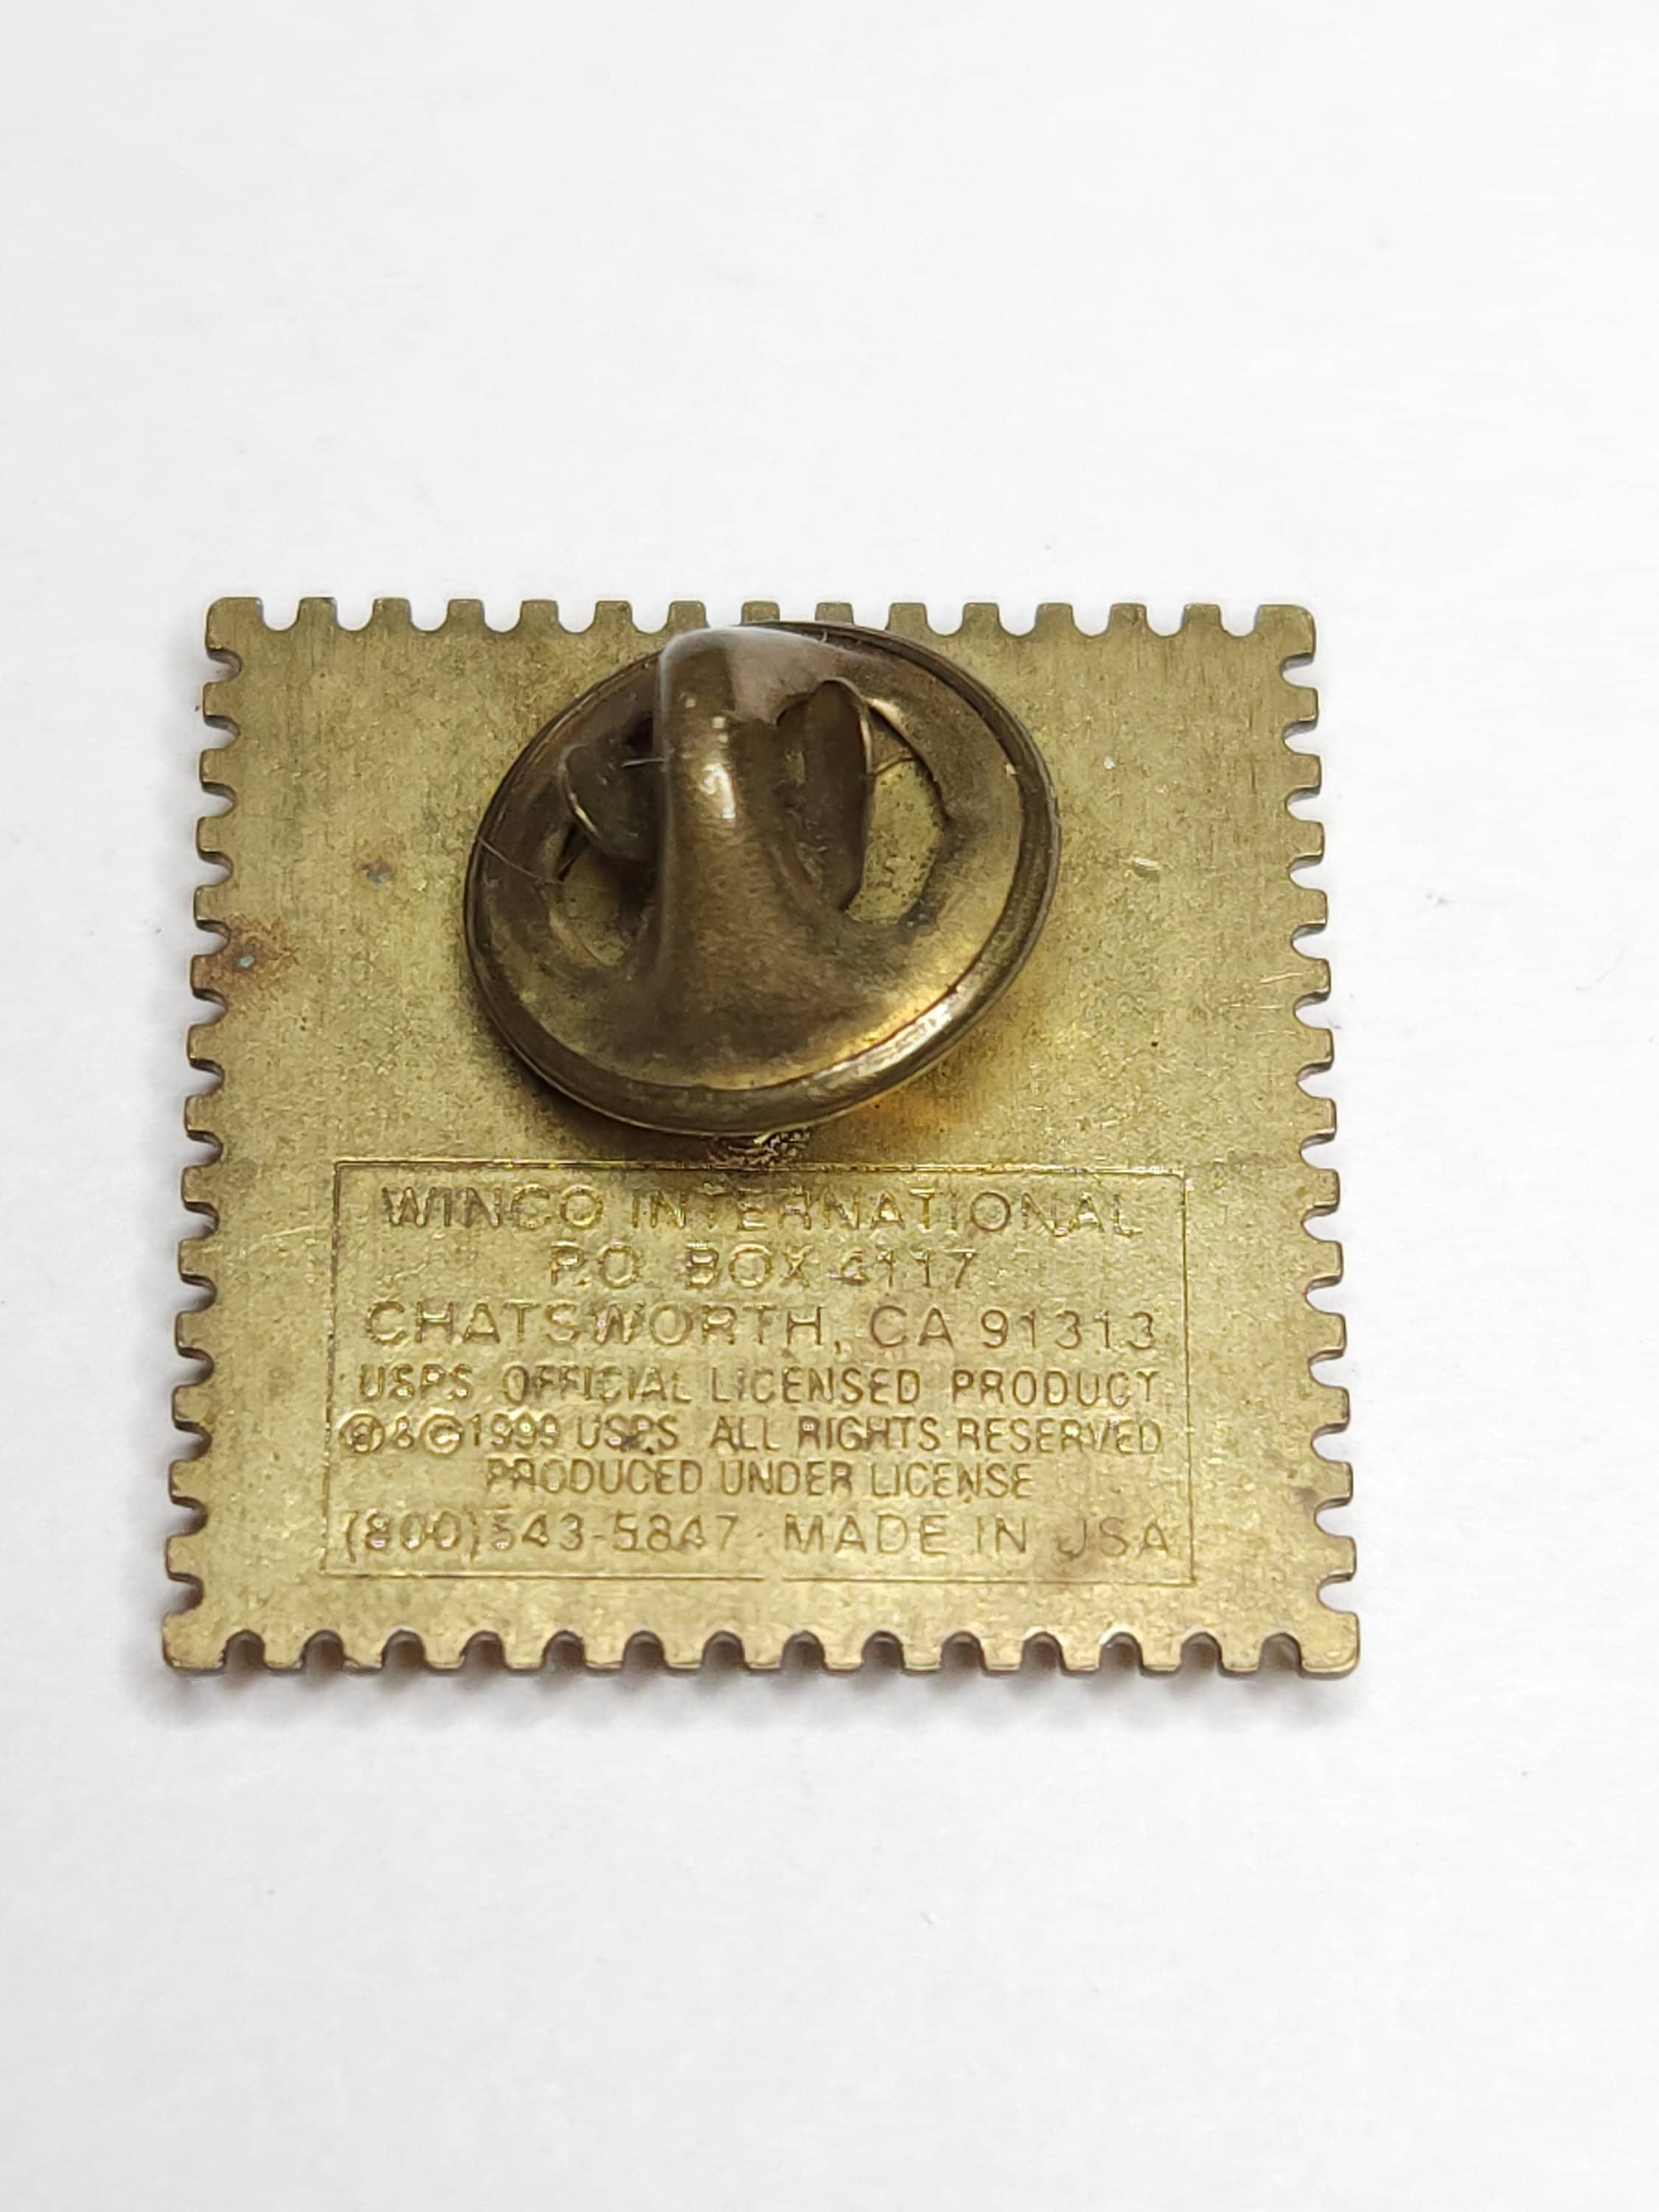 WINCO INTERNATIONAL
P.O. BOX 4117
CHATSWORTH, CA 91313
USPS OFFICIAL LICENSED PRODUCT
®&©1999 USPS ALL RIGHTS RESERVED
PRODUCED UNDER LICENSE
(800)543-5847 MADE IN USA